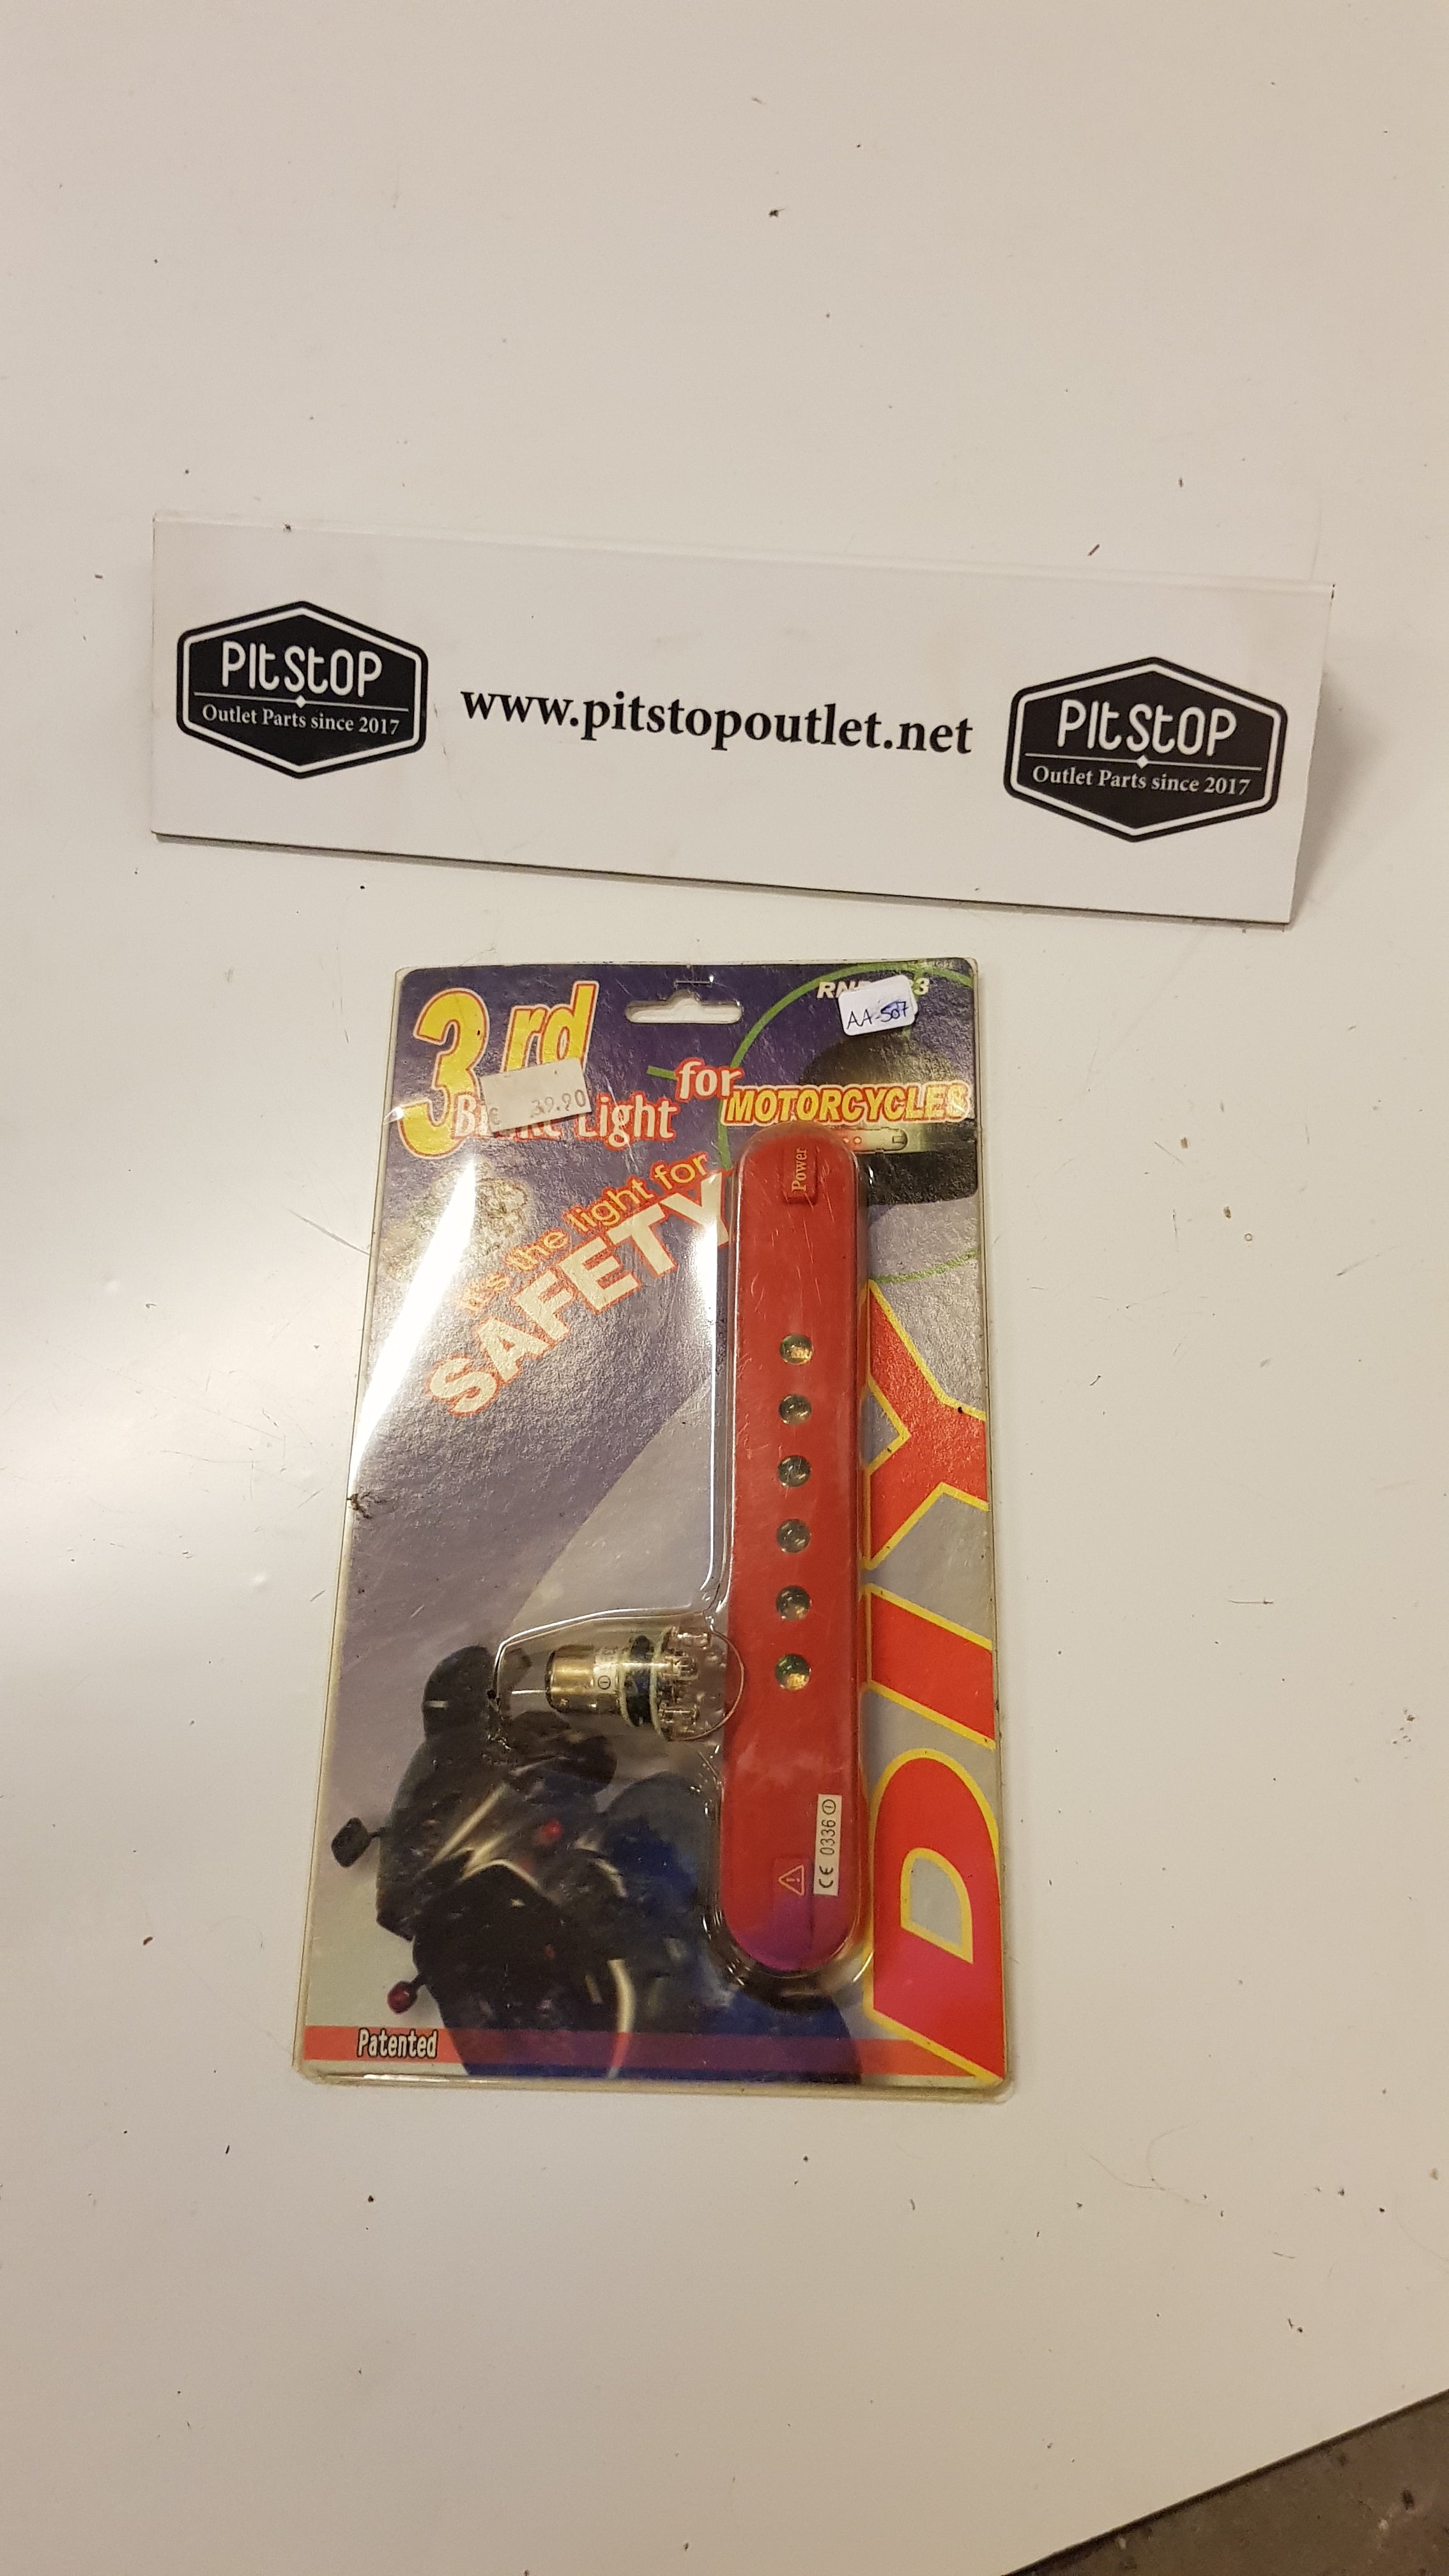 PitStop
Outlet Parts since 2017
www.pitstopoutlet.net
PitStop
Outlet Parts since 2017
3rd
AA-507
for
MOTORCYCLES
€ 39.90
Light
It's the light for
SAFETY
Power
DIY
CE 0336
Patented